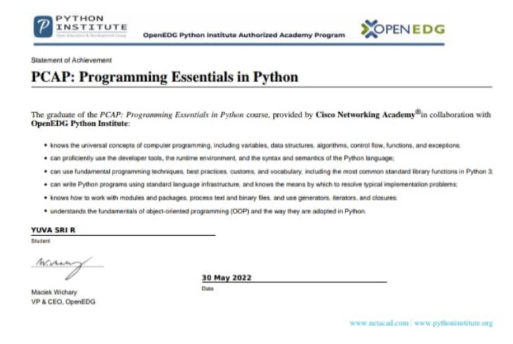 PYTHON
INSTITUTE
Open Education & Development Group
OpenEDG Python Institute Authorized Academy Program
OPENEDG
Statement of Achievement
PCAP: Programming Essentials in Python
The graduate of the PCAP: Programming Essentials in Python course, provided by Cisco Networking Academy® in collaboration with
OpenEDG Python Institute:
• knows the universal concepts of computer programming, including variables, data structures, algorithms, control flow, functions, and exceptions;
• can proficiently use the developer tools, the runtime environment, and the syntax and semantics of the Python language;
• can use fundamental programming techniques, best practices, customs, and vocabulary, including the most common standard library functions in Python 3;
• can write Python programs using standard language infrastructure, and knows the means by which to resolve typical implementation problems;
• knows how to work with modules and packages, process text and binary files, and use generators, iterators, and closures;
• understands the fundamentals of object-oriented programming (OOP) and the way they are adopted in Python.
YUVA SRI R
Student
30 May 2022
Date
Maciek Wichary
VP & CEO, OpenEDG
www.netacad.com | www.pythoninstitute.org